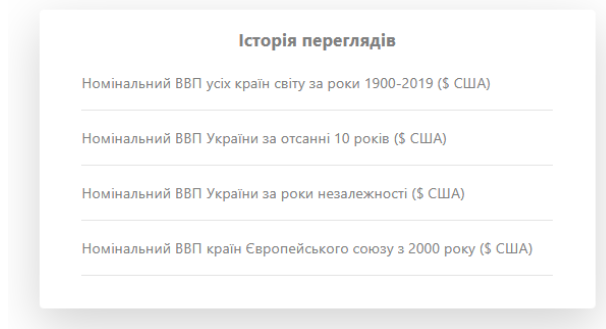 Історія переглядів
Номінальний ВВП усіх країн світу за роки 1900-2019 ($ США)
Номінальний ВВП України за отсанні 10 років ($ США)
Номінальний ВВП України за роки незалежності ($ США)
Номінальний ВВП країн Європейського союзу з 2000 року ($ США)